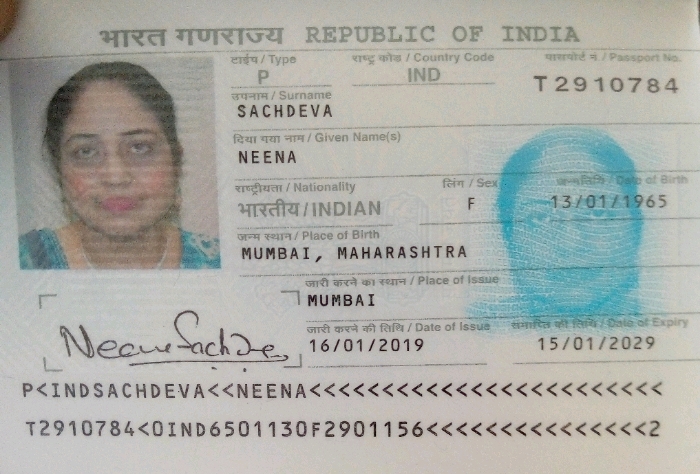 भारत गणराज्य REPUBLIC OF INDIA
टाईप / Type राष्ट्र कोड / Country Code पासपोर्ट नं. / Passport No.
P IND T2910784
उपनाम / Surname
SACHDEVA
दिया गया नाम / Given Name(s)
NEENA
राष्ट्रीयता / Nationality लिंग / Sex जन्मतिथि / Date of Birth
भारतीय/INDIAN F 13/01/1965
जन्म स्थान / Place of Birth
MUMBAI, MAHARASHTRA
जारी करने का स्थान / Place of Issue
MUMBAI
जारी करने की तिथि / Date of Issue समाप्ति की तिथि / Date of Expiry
16/01/2019 15/01/2029
Neena Sachdev
P<INDSACHDEVA<<NEENA<<<<<<<<<<<<<<<<<<<<<<<<
T2910784<0IND6501130F2901156<<<<<<<<<<<<<<<2